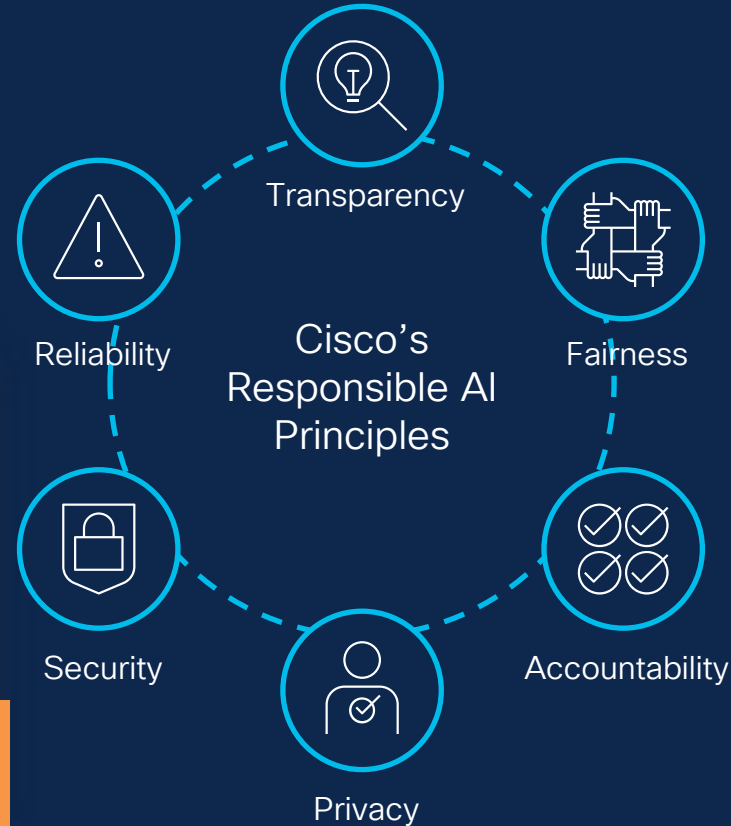 Transparency
Reliability
Fairness
Cisco's
Responsible AI
Principles
Security
Accountability
Privacy